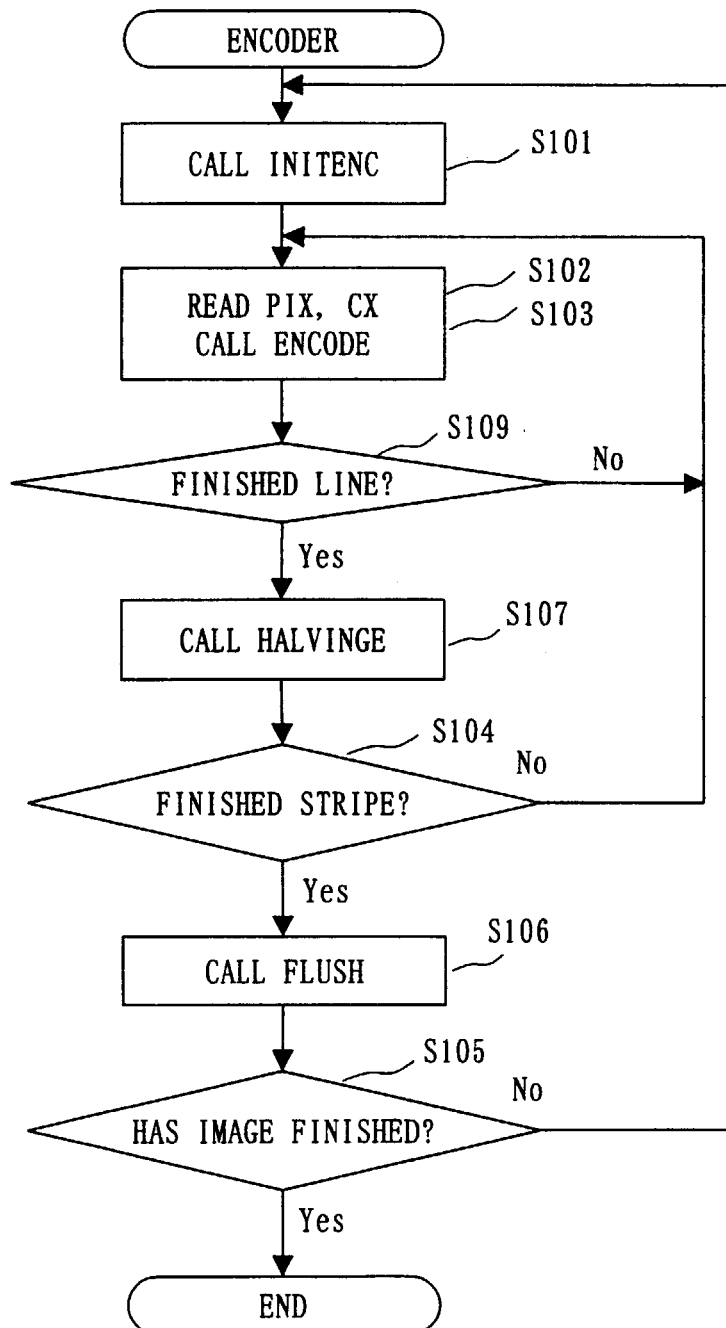 ENCODER
CALL INITENC
S101
READ PIX, CX
S102
CALL ENCODE
S103
S109
FINISHED LINE?
No
Yes
CALL HALVINGE
S107
S104
FINISHED STRIPE?
No
Yes
CALL FLUSH
S106
S105
HAS IMAGE FINISHED?
No
Yes
END